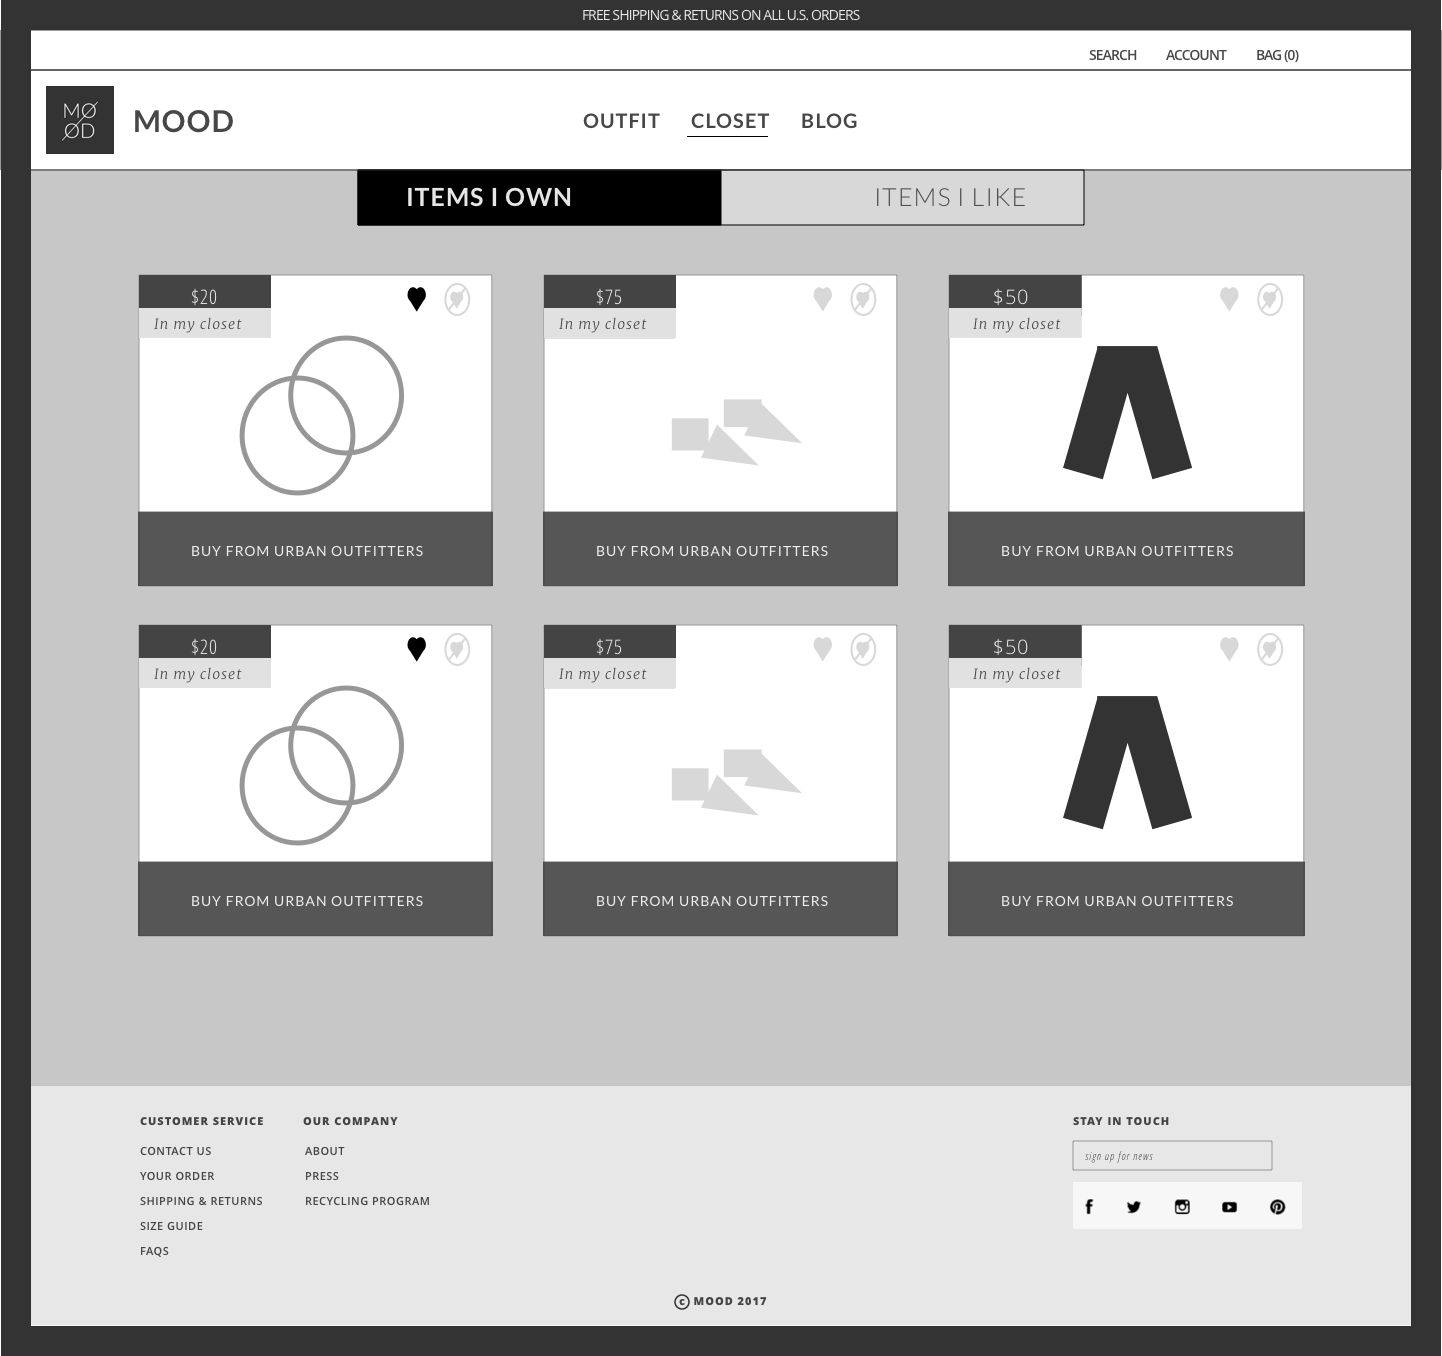 FREE SHIPPING & RETURNS ON ALL U.S. ORDERS
SEARCH ACCOUNT BAG (0)
MØ
ØD
MOOD
OUTFIT CLOSET BLOG
ITEMS I OWN ITEMS I LIKE
$20 $75 $50
In my closet In my closet In my closet
BUY FROM URBAN OUTFITTERS BUY FROM URBAN OUTFITTERS BUY FROM URBAN OUTFITTERS
$20 $75 $50
In my closet In my closet In my closet
BUY FROM URBAN OUTFITTERS BUY FROM URBAN OUTFITTERS BUY FROM URBAN OUTFITTERS
CUSTOMER SERVICE OUR COMPANY STAY IN TOUCH
CONTACT US ABOUT sign up for news
YOUR ORDER PRESS
SHIPPING & RETURNS RECYCLING PROGRAM
SIZE GUIDE
FAQS
© MOOD 2017